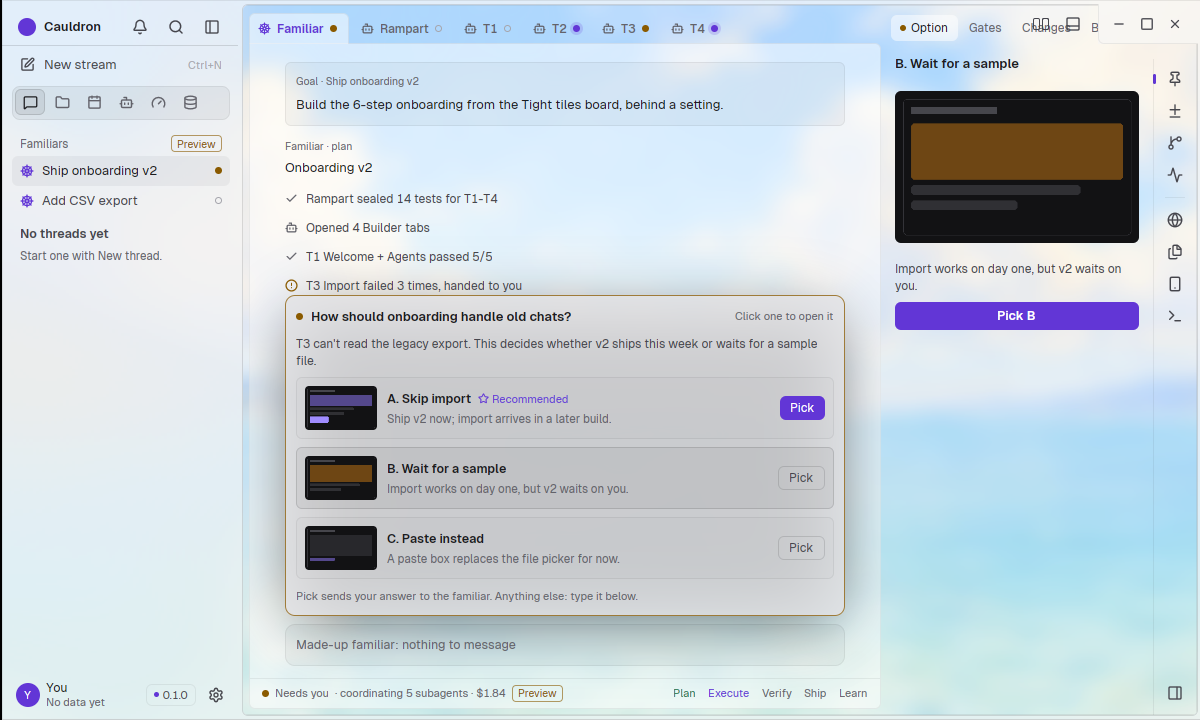 Cauldron
New stream
Ctrl+N
Familiars
Preview
Ship onboarding v2
Add CSV export
No threads yet
Start one with New thread.
Y
You
No data yet
0.1.0
Familiar
Rampart
T1
T2
T3
T4
Goal · Ship onboarding v2
Build the 6-step onboarding from the Tight tiles board, behind a setting.
Familiar · plan
Onboarding v2
Rampart sealed 14 tests for T1-T4
Opened 4 Builder tabs
T1 Welcome + Agents passed 5/5
T3 Import failed 3 times, handed to you
How should onboarding handle old chats?
Click one to open it
T3 can't read the legacy export. This decides whether v2 ships this week or waits for a sample
file.
A. Skip import
Recommended
Ship v2 now; import arrives in a later build.
Pick
B. Wait for a sample
Import works on day one, but v2 waits on you.
Pick
C. Paste instead
A paste box replaces the file picker for now.
Pick
Pick sends your answer to the familiar. Anything else: type it below.
Made-up familiar: nothing to message
Needs you · coordinating 5 subagents · $1.84
Preview
Plan
Execute
Verify
Ship
Learn
Option
Gates
Changes
B. Wait for a sample
Import works on day one, but v2 waits on
you.
Pick B